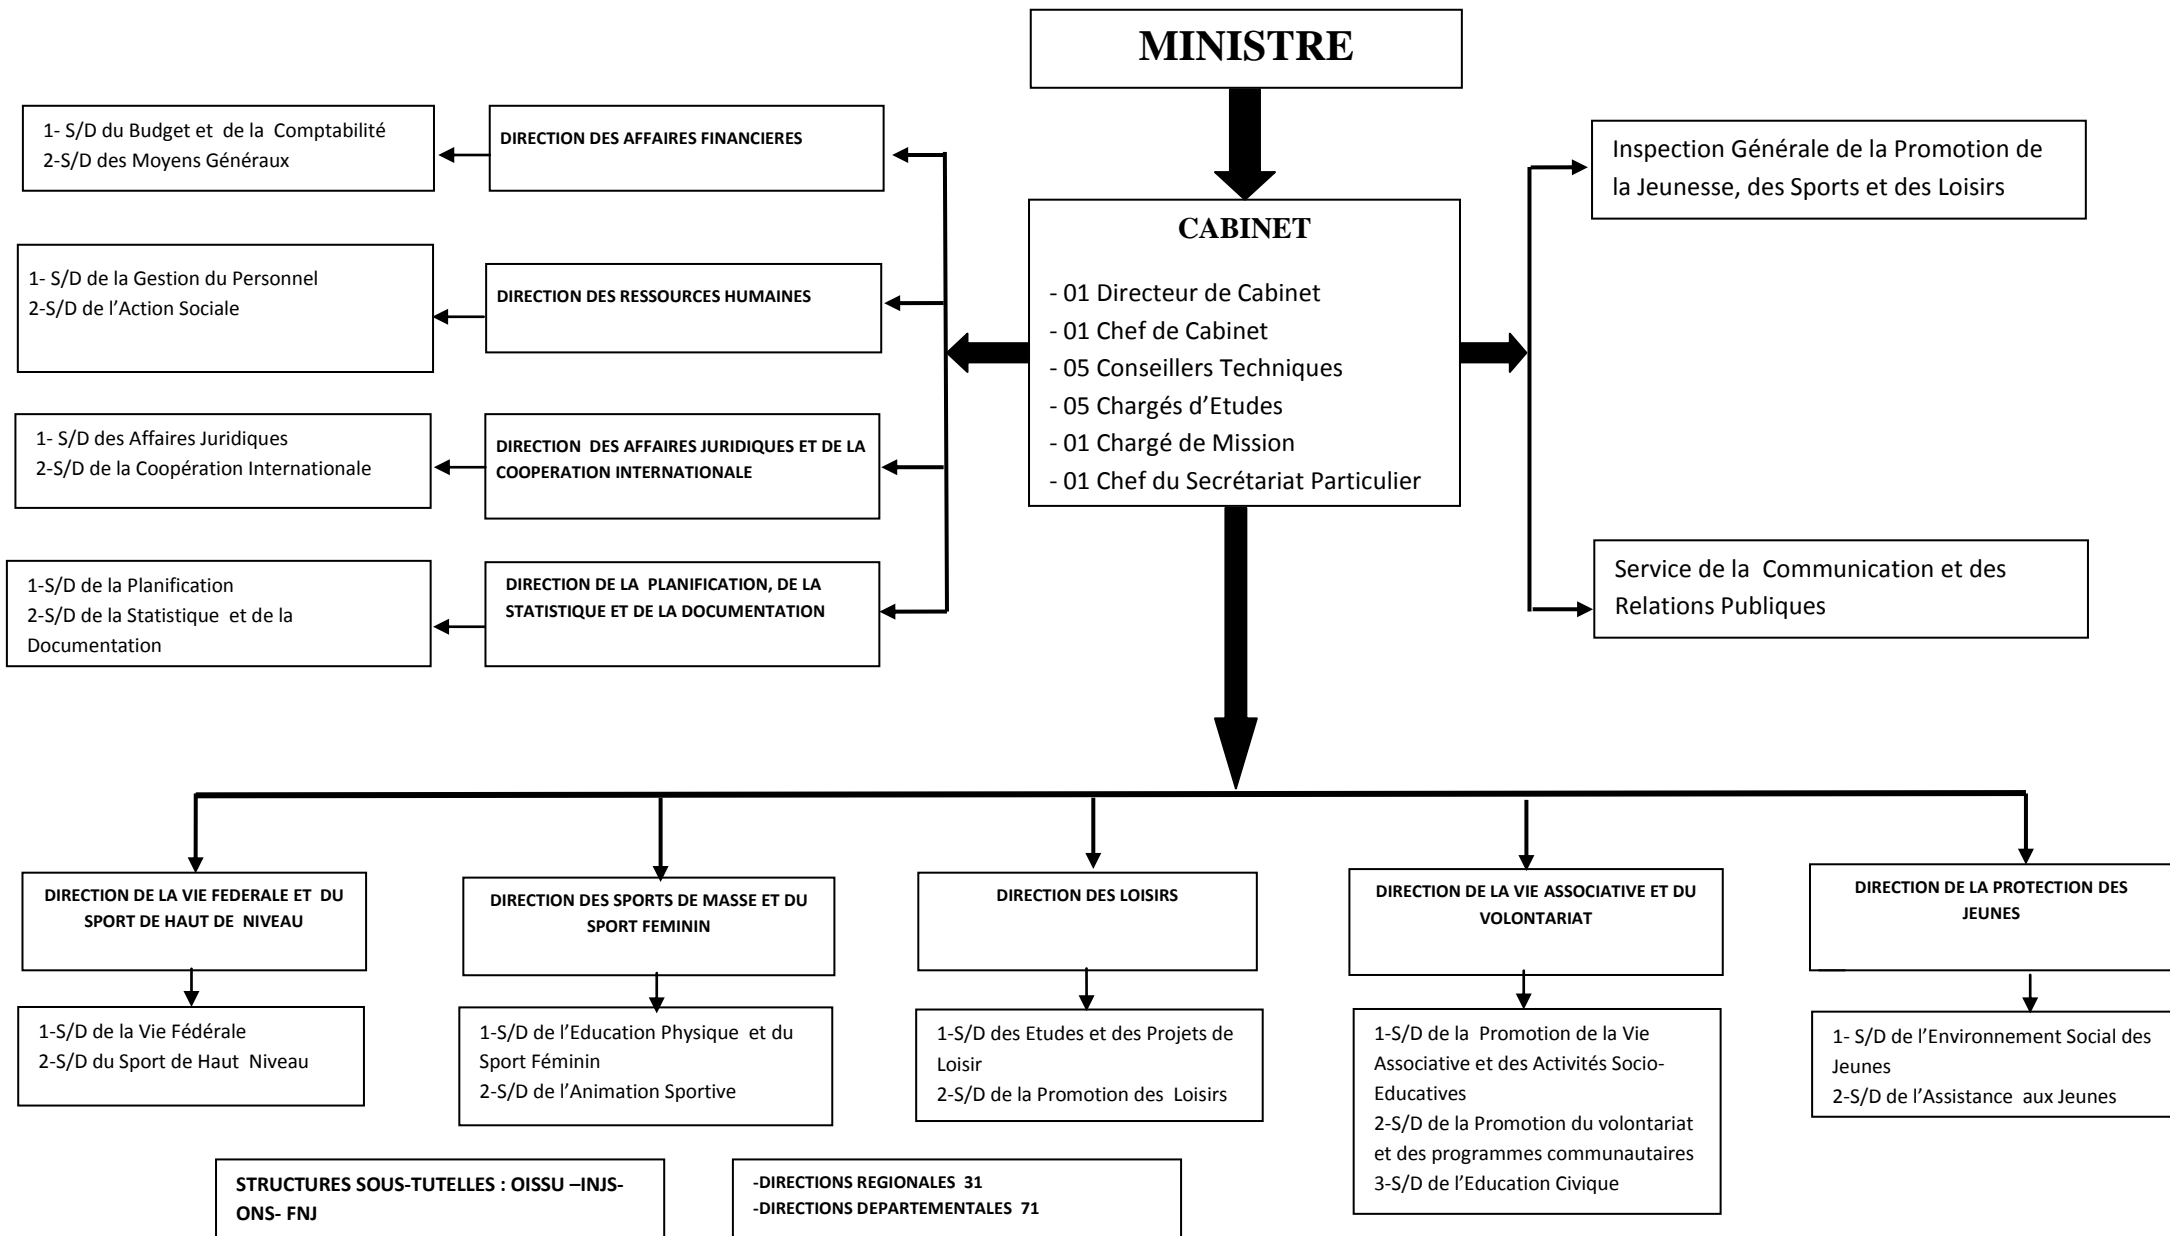 MINISTRE
1- S/D du Budget et de la Comptabilité
2-S/D des Moyens Généraux
DIRECTION DES AFFAIRES FINANCIERES
Inspection Générale de la Promotion de
la Jeunesse, des Sports et des Loisirs
CABINET
- 01 Directeur de Cabinet
- 01 Chef de Cabinet
- 05 Conseillers Techniques
- 05 Chargés d’Etudes
- 01 Chargé de Mission
- 01 Chef du Secrétariat Particulier
1- S/D de la Gestion du Personnel
2-S/D de l’Action Sociale
DIRECTION DES RESSOURCES HUMAINES
1- S/D des Affaires Juridiques
2-S/D de la Coopération Internationale
DIRECTION DES AFFAIRES JURIDIQUES ET DE LA
COOPERATION INTERNATIONALE
1-S/D de la Planification
2-S/D de la Statistique et de la
Documentation
DIRECTION DE LA PLANIFICATION, DE LA
STATISTIQUE ET DE LA DOCUMENTATION
Service de la Communication et des
Relations Publiques
DIRECTION DE LA VIE FEDERALE ET DU
SPORT DE HAUT DE NIVEAU
DIRECTION DES SPORTS DE MASSE ET DU
SPORT FEMININ
DIRECTION DES LOISIRS
DIRECTION DE LA VIE ASSOCIATIVE ET DU
VOLONTARIAT
DIRECTION DE LA PROTECTION DES
JEUNES
1-S/D de la Vie Fédérale
2-S/D du Sport de Haut Niveau
1-S/D de l’Education Physique et du
Sport Féminin
2-S/D de l’Animation Sportive
1-S/D des Etudes et des Projets de
Loisir
2-S/D de la Promotion des Loisirs
1-S/D de la Promotion de la Vie
Associative et des Activités Socio-
Educatives
2-S/D de la Promotion du volontariat
et des programmes communautaires
3-S/D de l’Education Civique
1- S/D de l’Environnement Social des
Jeunes
2-S/D de l’Assistance aux Jeunes
STRUCTURES SOUS-TUTELLES : OISSU –INJS-
ONS- FNJ
-DIRECTIONS REGIONALES 31
-DIRECTIONS DEPARTEMENTALES 71